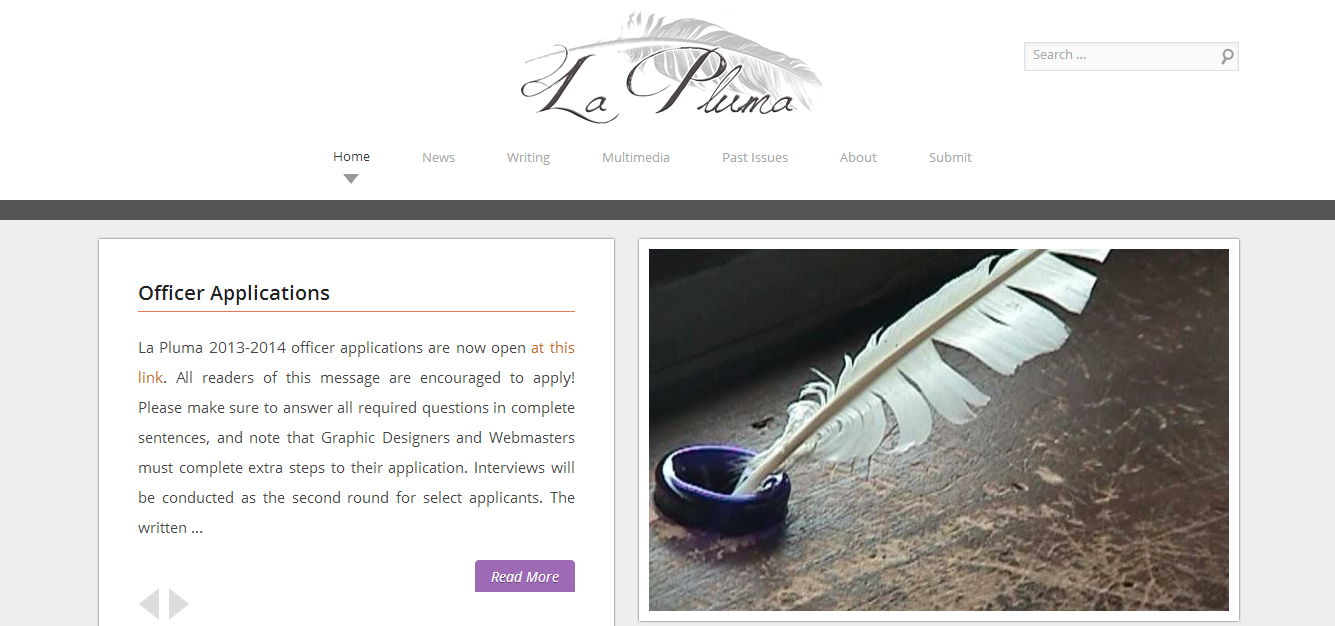 La Pluma
Search ...
Home News Writing Multimedia Past Issues About Submit
Officer Applications
La Pluma 2013-2014 officer applications are now open at this
link. All readers of this message are encouraged to apply!
Please make sure to answer all required questions in complete
sentences, and note that Graphic Designers and Webmasters
must complete extra steps to their application. Interviews will
be conducted as the second round for select applicants. The
written ...
Read More